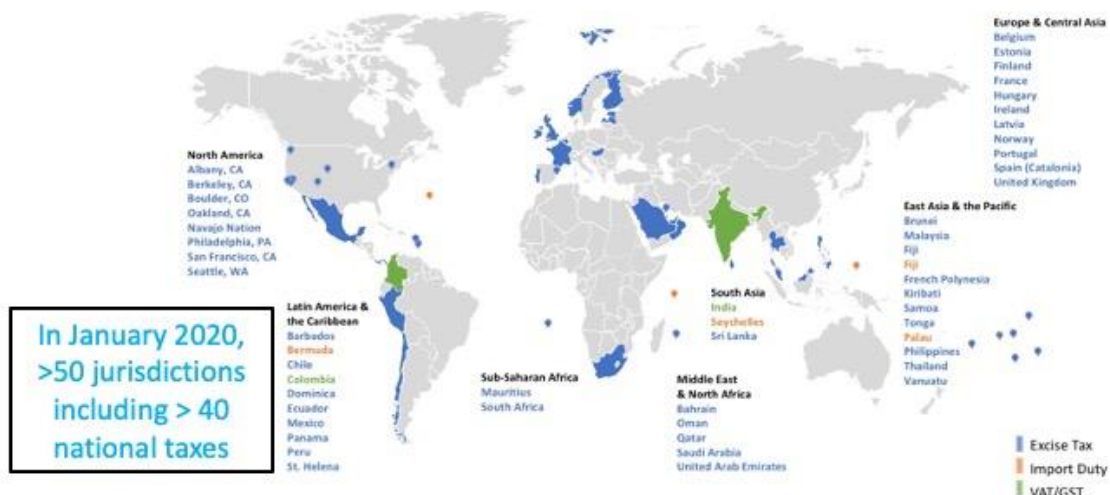 Europe & Central Asia
Belgium
Estonia
Finland
France
Hungary
Ireland
Latvia
Norway
Portugal
Spain (Catalonia)
United Kingdom
North America
Albany, CA
Berkeley, CA
Boulder, CO
Oakland, CA
Navajo Nation
Philadelphia, PA
San Francisco, CA
Seattle, WA
East Asia & the Pacific
Brunei
Malaysia
Fiji
Fiji
French Polynesia
Kiribati
Samoa
Tonga
Palau
Philippines
Thailand
Vanuatu
South Asia
India
Seychelles
Sri Lanka
Latin America &
the Caribbean
Barbados
Bermuda
Chile
Colombia
Dominica
Ecuador
Mexico
Panama
Peru
St. Helena
In January 2020,
>50 jurisdictions
including > 40
national taxes
Sub-Saharan Africa
Mauritius
South Africa
Middle East
& North Africa
Bahrain
Oman
Qatar
Saudi Arabia
United Arab Emirates
Excise Tax
Import Duty
VAT/GST